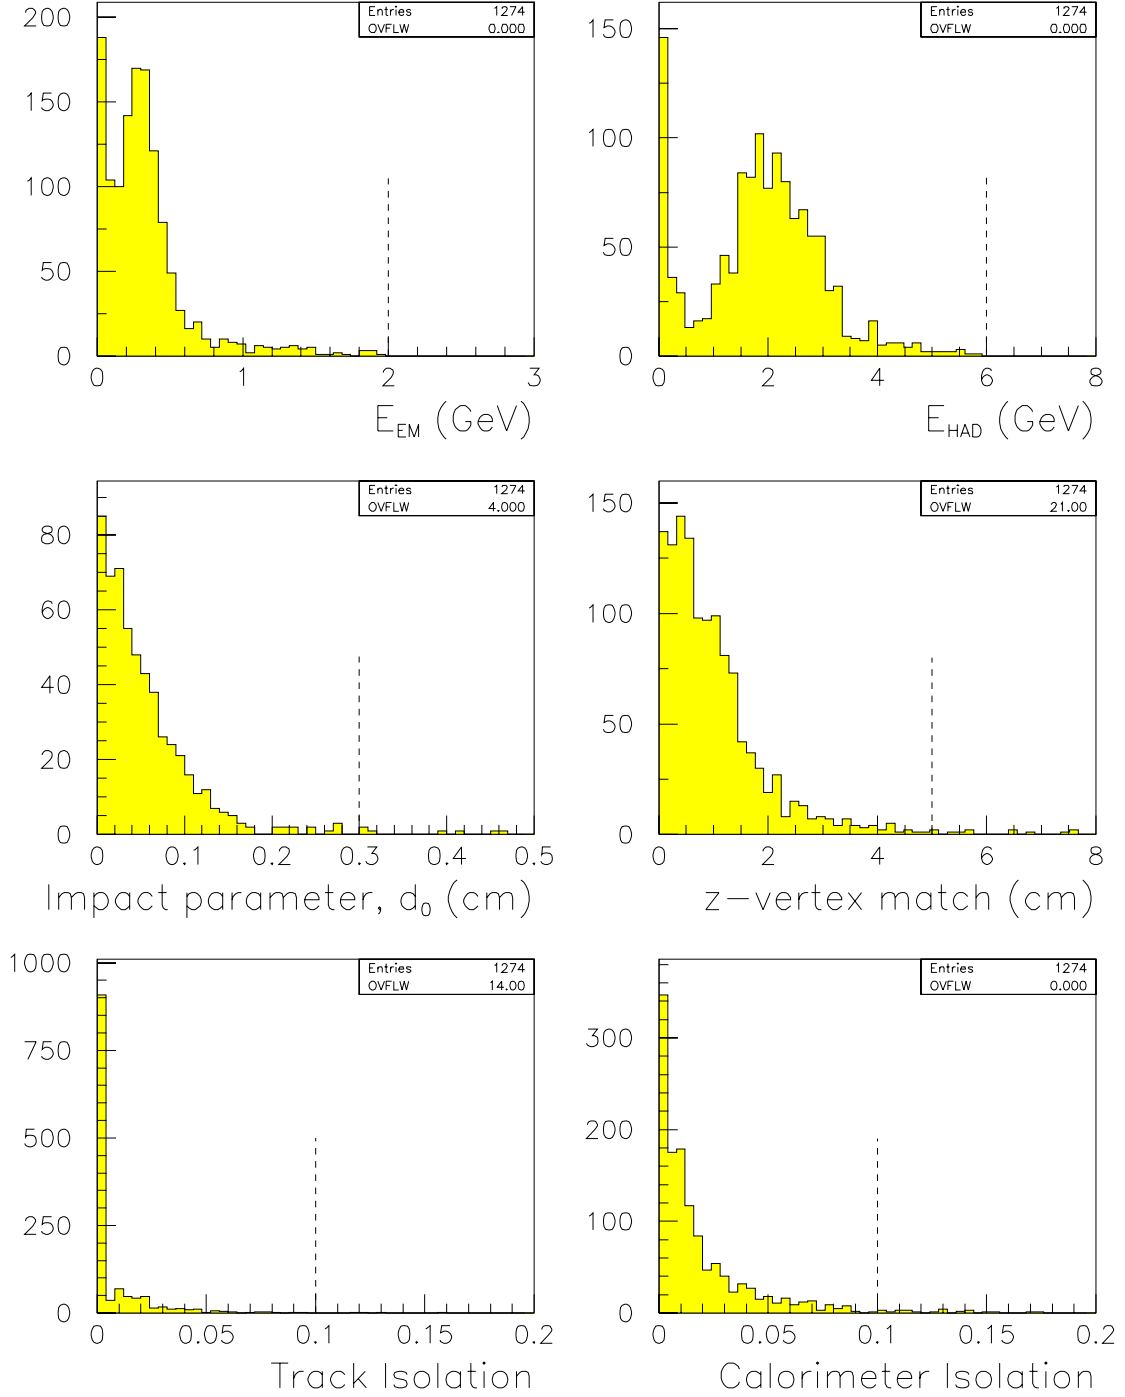 Entries 1274
OVFLW 0.000
200
150
100
50
0
0 1 2 3
E_EM (GeV)
Entries 1274
OVFLW 0.000
150
100
50
0
0 2 4 6 8
E_HAD (GeV)
Entries 1274
OVFLW 4.000
80
60
40
20
0
0 0.1 0.2 0.3 0.4 0.5
Impact parameter, d_0 (cm)
Entries 1274
OVFLW 21.00
150
100
50
0
0 2 4 6 8
z-vertex match (cm)
Entries 1274
OVFLW 14.00
1000
750
500
250
0
0 0.05 0.1 0.15 0.2
Track Isolation
Entries 1274
OVFLW 0.000
300
200
100
0
0 0.05 0.1 0.15 0.2
Calorimeter Isolation